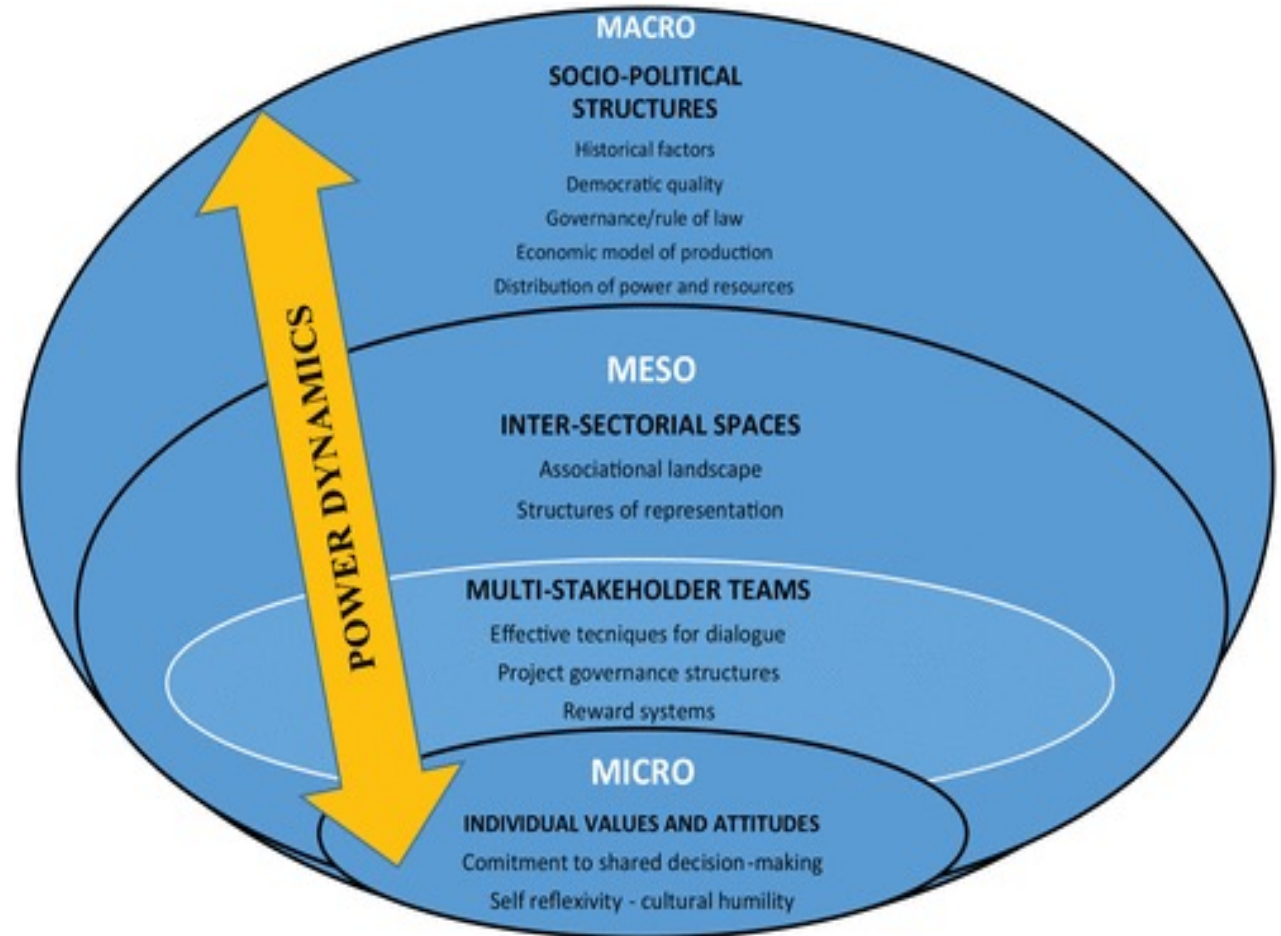 MACRO
SOCIO-POLITICAL
STRUCTURES
Historical factors
Democratic quality
Governance/rule of law
Economic model of production
Distribution of power and resources
POWER DYNAMICS
MESO
INTER-SECTORIAL SPACES
Associational landscape
Structures of representation
MULTI-STAKEHOLDER TEAMS
Effective tecniques for dialogue
Project governance structures
Reward systems
MICRO
INDIVIDUAL VALUES AND ATTITUDES
Comitment to shared decision-making
Self reflexivity - cultural humility